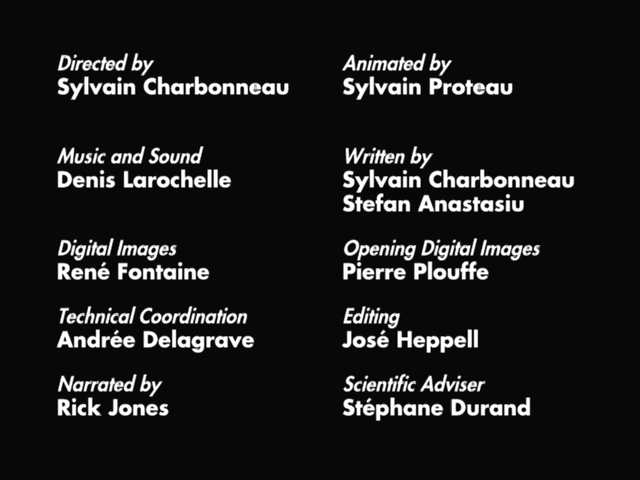 Directed by
Sylvain Charbonneau
Animated by
Sylvain Proteau
Music and Sound
Denis Larochelle
Written by
Sylvain Charbonneau
Stefan Anastasiu
Digital Images
René Fontaine
Opening Digital Images
Pierre Plouffe
Technical Coordination
Andrée Delagrave
Editing
José Heppell
Narrated by
Rick Jones
Scientific Adviser
Stéphane Durand